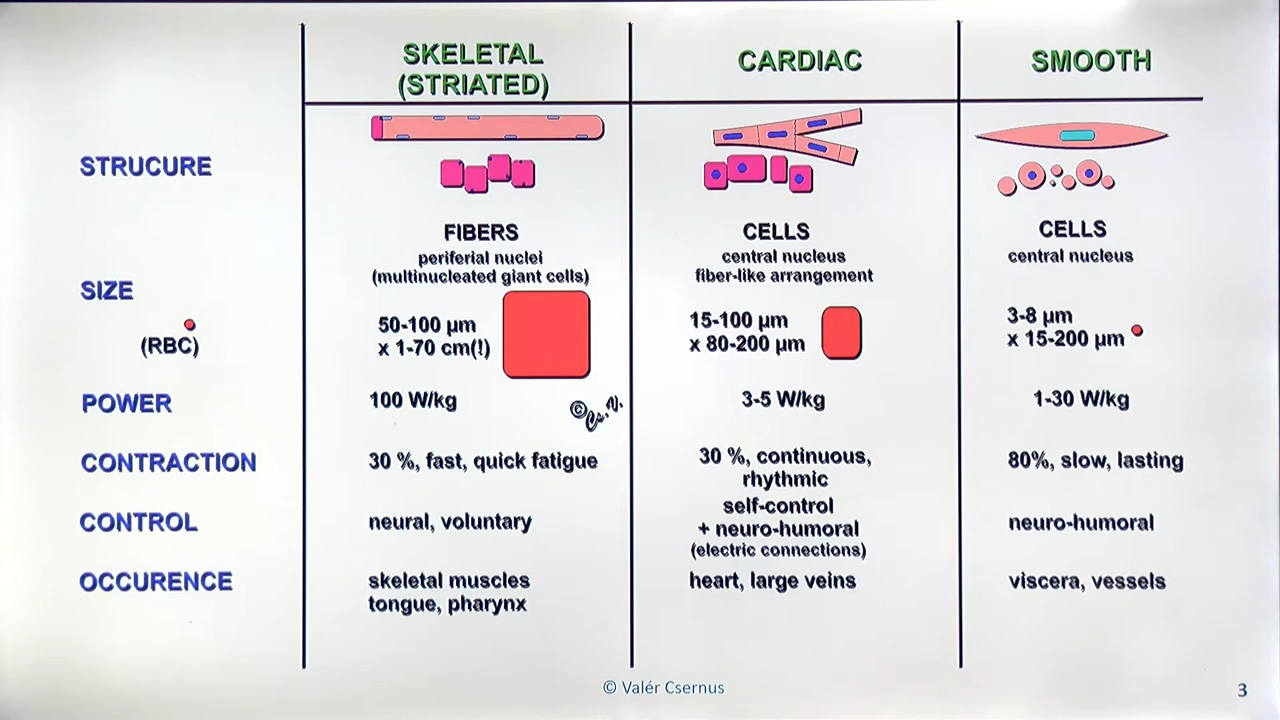 SKELETAL
(STRIATED)
CARDIAC
SMOOTH
STRUCURE
FIBERS
periferial nuclei
(multinucleated giant cells)
CELLS
central nucleus
fiber-like arrangement
CELLS
central nucleus
SIZE
(RBC)
50-100 µm
x 1-70 cm(!)
15-100 µm
x 80-200 µm
3-8 µm
x 15-200 µm
POWER
100 W/kg
3-5 W/kg
1-30 W/kg
© Cs.V.
CONTRACTION
30 %, fast, quick fatigue
30 %, continuous,
rhythmic
80%, slow, lasting
CONTROL
neural, voluntary
self-control
+ neuro-humoral
(electric connections)
neuro-humoral
OCCURENCE
skeletal muscles
tongue, pharynx
heart, large veins
viscera, vessels
© Valér Csernus
3